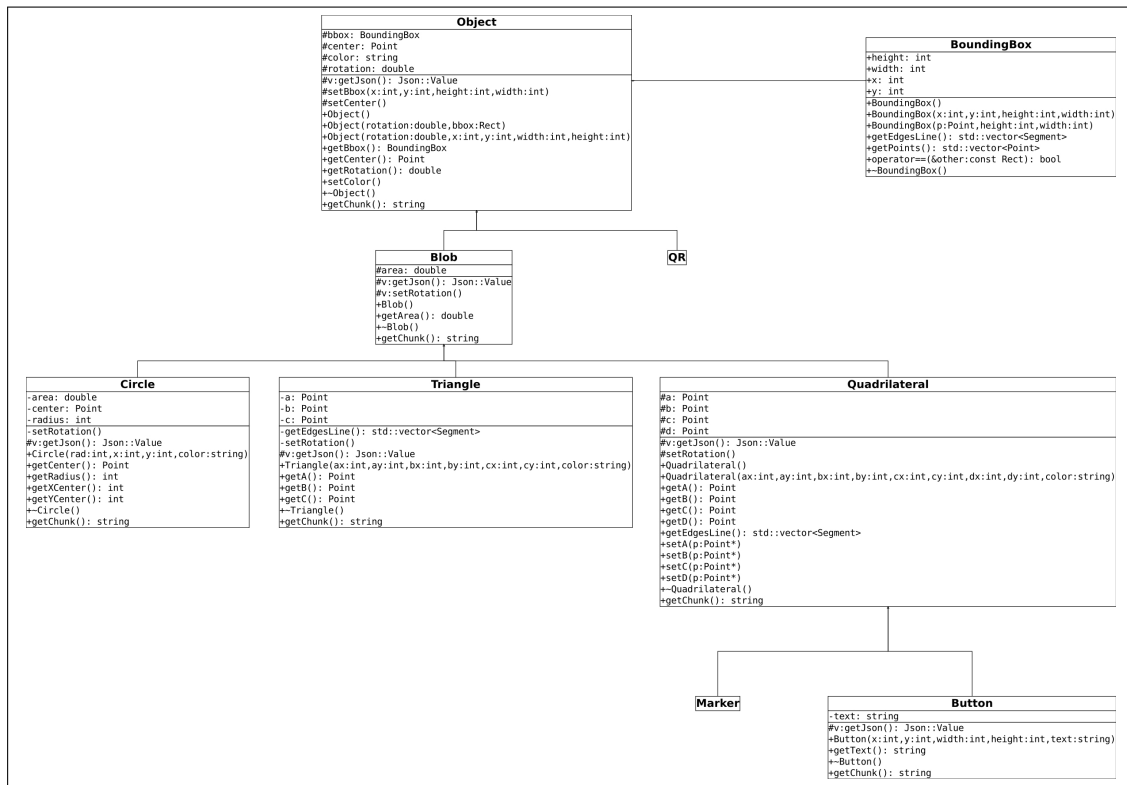 Object
#bbox: BoundingBox
#center: Point
#color: string
#rotation: double
#v:getJson(): Json::Value
#setBbox(x:int,y:int,height:int,width:int)
#setCenter()
+Object()
+Object(rotation:double,bbox:Rect)
+Object(rotation:double,x:int,y:int,width:int,height:int)
+getBbox(): BoundingBox
+getCenter(): Point
+getRotation(): double
+setColor()
+~Object()
+getChunk(): string
BoundingBox
+height: int
+width: int
+x: int
+y: int
+BoundingBox()
+BoundingBox(x:int,y:int,height:int,width:int)
+BoundingBox(p:Point,height:int,width:int)
+getEdgesLine(): std::vector<Segment>
+getPoints(): std::vector<Point>
+operator==(&other:const Rect): bool
+~BoundingBox()
Blob
#area: double
#v:getJson(): Json::Value
#v:setRotation()
+Blob()
+getArea(): double
+~Blob()
+getChunk(): string
QR
Circle
-area: double
-center: Point
-radius: int
-setRotation()
#v:getJson(): Json::Value
+Circle(rad:int,x:int,y:int,color:string)
+getCenter(): Point
+getRadius(): int
+getXCenter(): int
+getYCenter(): int
+~Circle()
+getChunk(): string
Triangle
-a: Point
-b: Point
-c: Point
-getEdgesLine(): std::vector<Segment>
-setRotation()
#v:getJson(): Json::Value
+Triangle(ax:int,ay:int,bx:int,by:int,cx:int,cy:int,color:string)
+getA(): Point
+getB(): Point
+getC(): Point
+~Triangle()
+getChunk(): string
Quadrilateral
#a: Point
#b: Point
#c: Point
#d: Point
#v:getJson(): Json::Value
#setRotation()
+Quadrilateral()
+Quadrilateral(ax:int,ay:int,bx:int,by:int,cx:int,cy:int,dx:int,dy:int,color:string)
+getA(): Point
+getB(): Point
+getC(): Point
+getD(): Point
+getEdgesLine(): std::vector<Segment>
+setA(p:Point*)
+setB(p:Point*)
+setC(p:Point*)
+setD(p:Point*)
+~Quadrilateral()
+getChunk(): string
Marker
Button
-text: string
#v:getJson(): Json::Value
+Button(x:int,y:int,width:int,height:int,text:string)
+getText(): string
+~Button()
+getChunk(): string